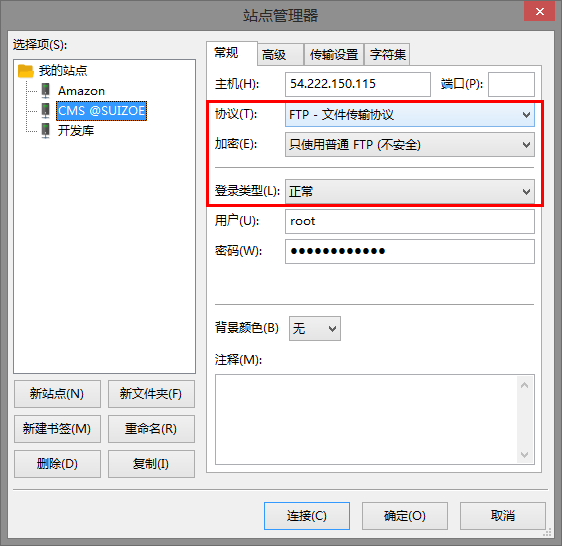 站点管理器
选择项(S):
我的站点
Amazon
CMS @SUIZOE
开发库
新站点(N)
新文件夹(F)
新建书签(M)
重命名(R)
删除(D)
复制(I)
常规
高级
传输设置
字符集
主机(H):
54.222.150.115
端口(P):
协议(T):
FTP - 文件传输协议
加密(E):
只使用普通 FTP (不安全)
登录类型(L):
正常
用户(U):
root
密码(W):
●●●●●●●●●●●●
背景颜色(B)
无
注释(M):
连接(C)
确定(O)
取消